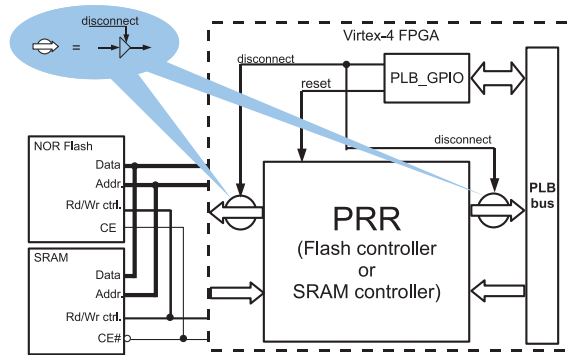 disconnect
=
Virtex-4 FPGA
disconnect
reset
PLB_GPIO
disconnect
NOR Flash
Data
Addr.
Rd/Wr ctrl.
CE
SRAM
Data
Addr.
Rd/Wr ctrl.
CE#
PRR
(Flash controller
or
SRAM controller)
PLB
bus